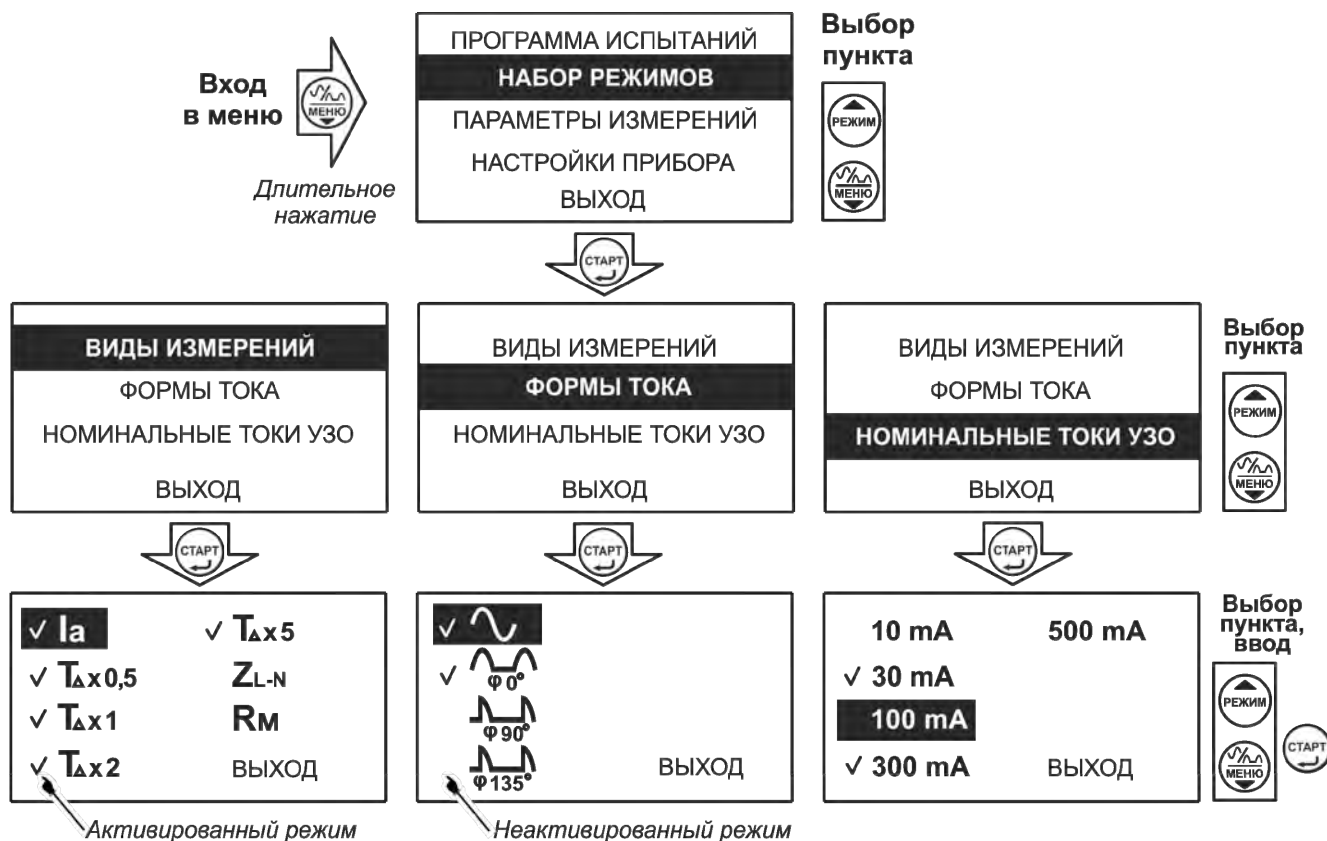 ПРОГРАММА ИСПЫТАНИЙ
НАБОР РЕЖИМОВ
ПАРАМЕТРЫ ИЗМЕРЕНИЙ
НАСТРОЙКИ ПРИБОРА
ВЫХОД
Вход
в меню
МЕНЮ
Длительное
нажатие
Выбор
пункта
РЕЖИМ
МЕНЮ
СТАРТ
ВИДЫ ИЗМЕРЕНИЙ
ФОРМЫ ТОКА
НОМИНАЛЬНЫЕ ТОКИ УЗО
ВЫХОД
ВИДЫ ИЗМЕРЕНИЙ
ФОРМЫ ТОКА
НОМИНАЛЬНЫЕ ТОКИ УЗО
ВЫХОД
ВИДЫ ИЗМЕРЕНИЙ
ФОРМЫ ТОКА
НОМИНАЛЬНЫЕ ТОКИ УЗО
ВЫХОД
Выбор
пункта
РЕЖИМ
МЕНЮ
СТАРТ
СТАРТ
СТАРТ
✓ Ia ✓ TΔx5
✓ TΔx0,5 ZL-N
✓ TΔx1 RM
✓ TΔx2 ВЫХОД
Активированный режим
✓
✓ φ 0°
φ 90°
φ 135° ВЫХОД
Неактивированный режим
10 mA 500 mA
✓ 30 mA
100 mA
✓ 300 mA ВЫХОД
Выбор
пункта,
ввод
РЕЖИМ
МЕНЮ
СТАРТ